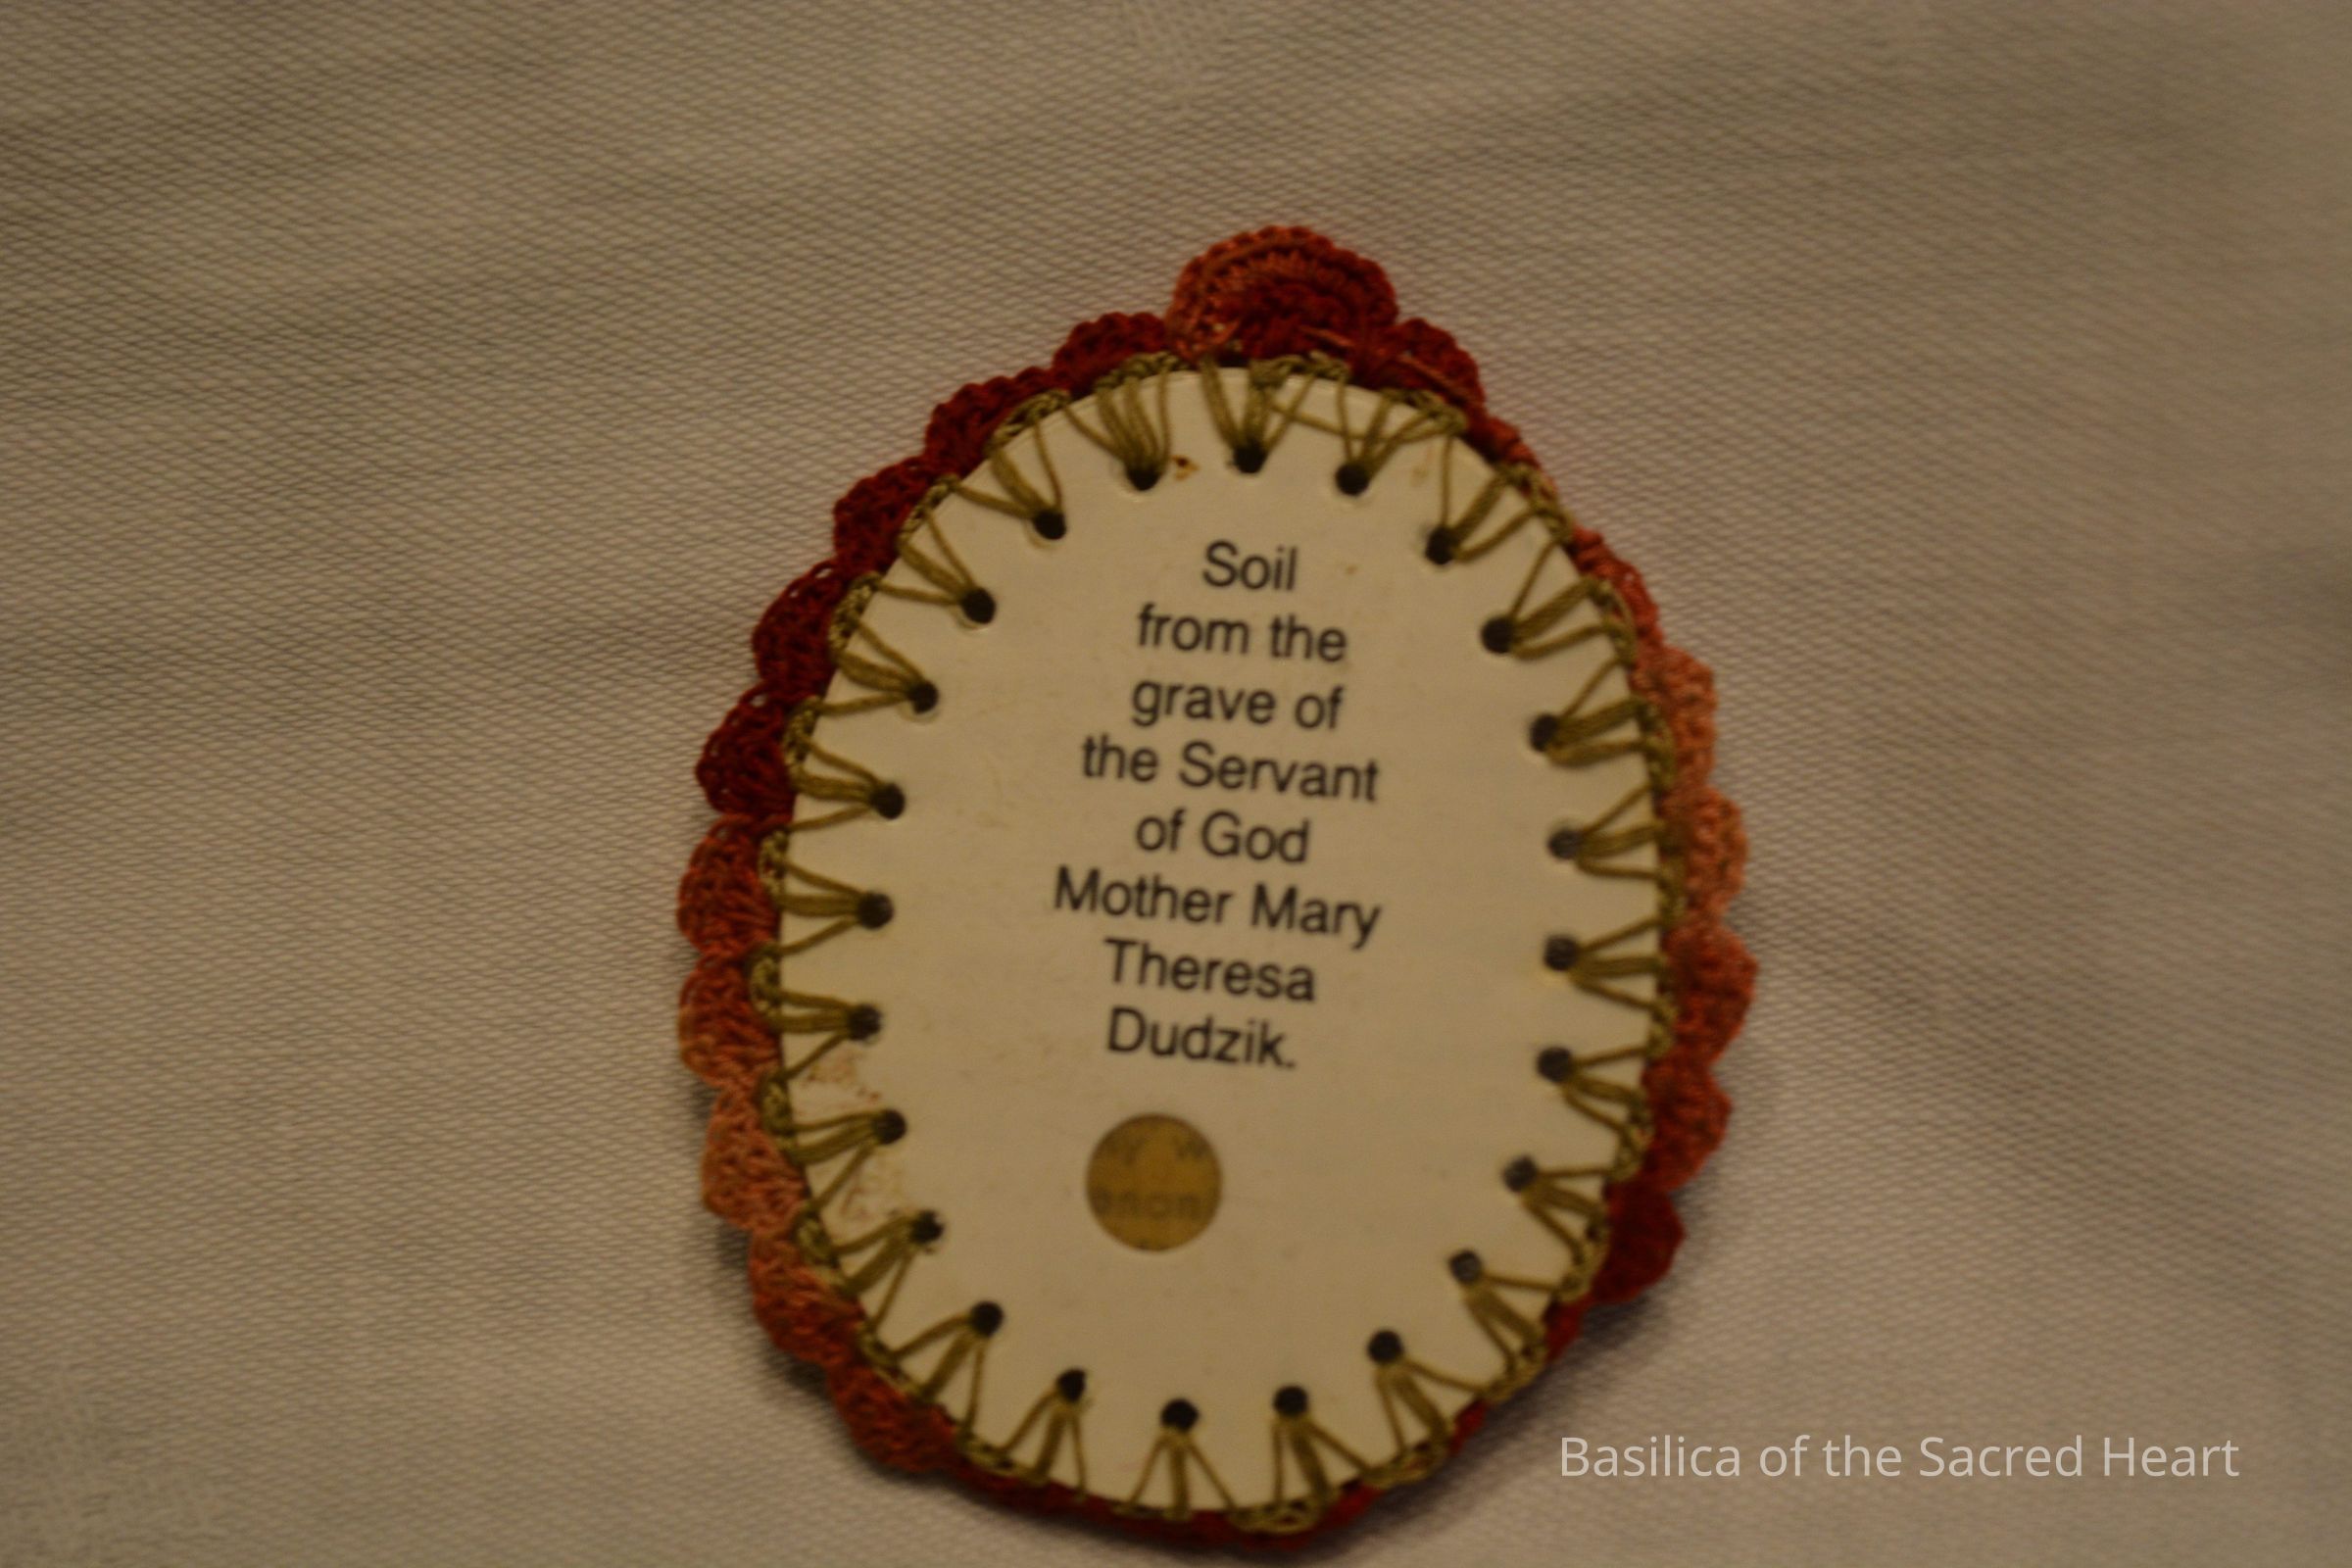 Soil
from the
grave of
the Servant
of God
Mother Mary
Theresa
Dudzik.
Basilica of the Sacred Heart